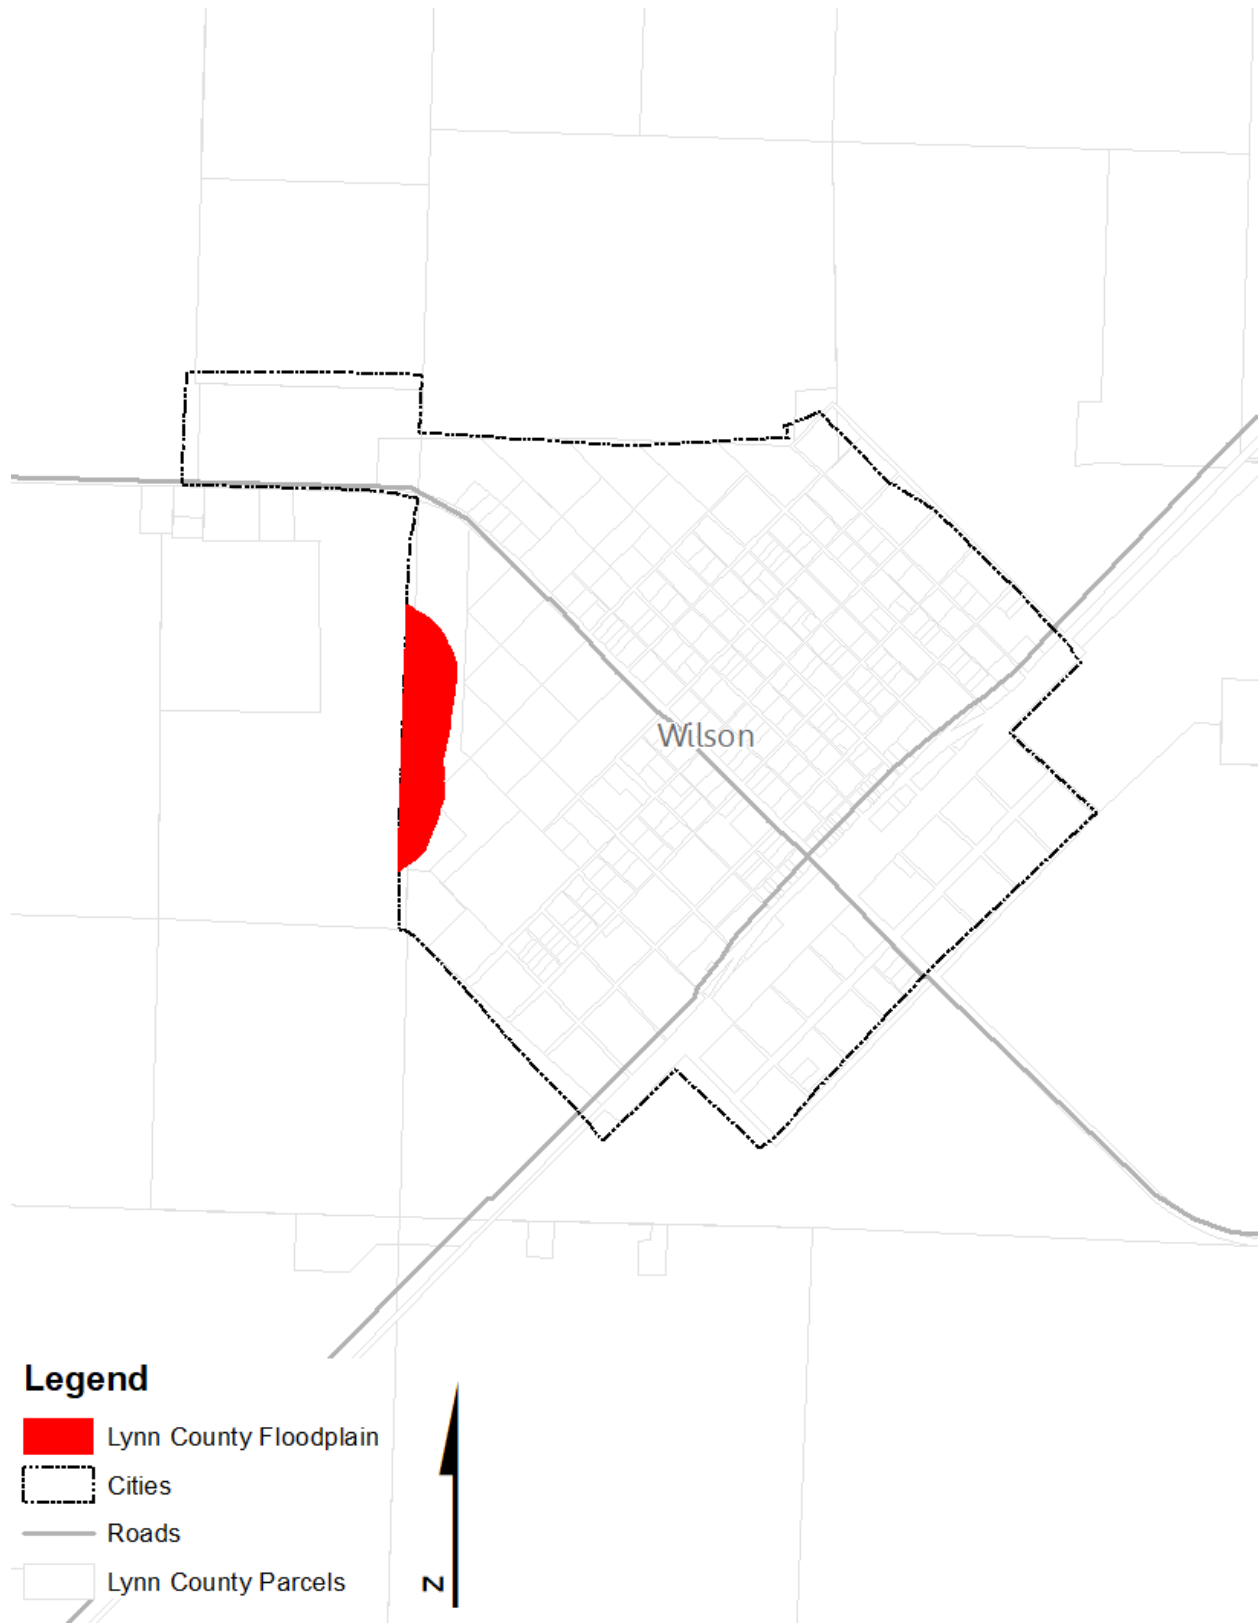 Wilson
Legend
Lynn County Floodplain
Cities
Roads
Lynn County Parcels
N